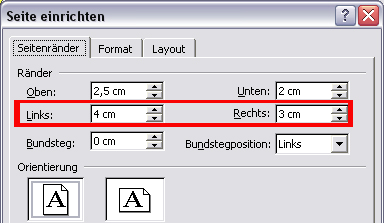 Seite einrichten
Seitenränder Format Layout
Ränder
Oben: 2,5 cm Unten: 2 cm
Links: 4 cm Rechts: 3 cm
Bundsteg: 0 cm Bundstegposition: Links
Orientierung
A A